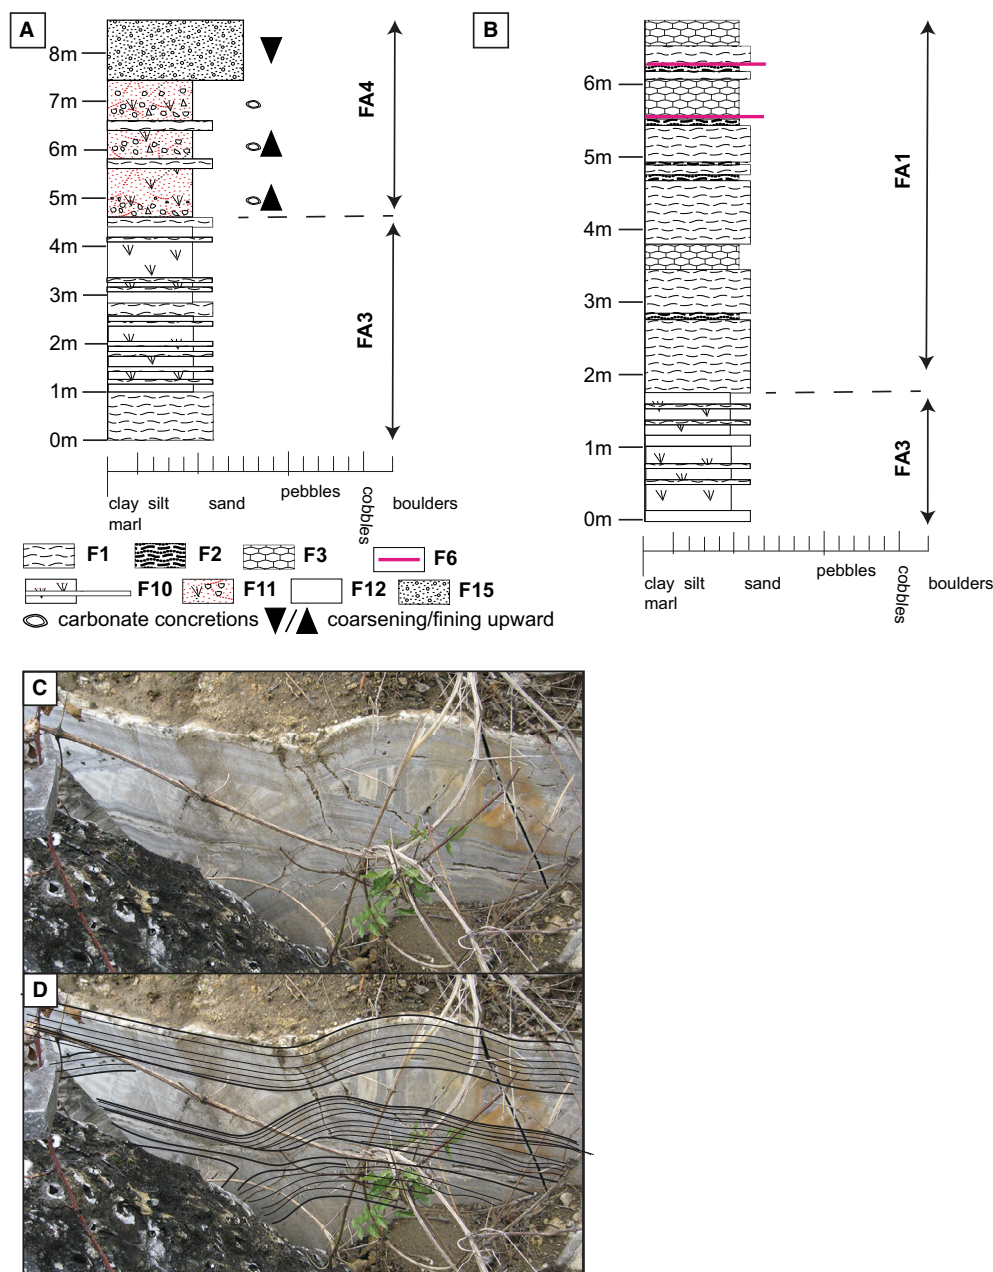 A
8m
7m
6m
5m
4m
3m
2m
1m
0m
FA4
FA3
clay
marl
silt
sand
pebbles
cobbles
boulders
B
6m
5m
4m
3m
2m
1m
0m
FA1
FA3
clay
marl
silt
sand
pebbles
cobbles
boulders
F1 F2 F3 F6
F10 F11 F12 F15
carbonate concretions / coarsening/fining upward
C
D